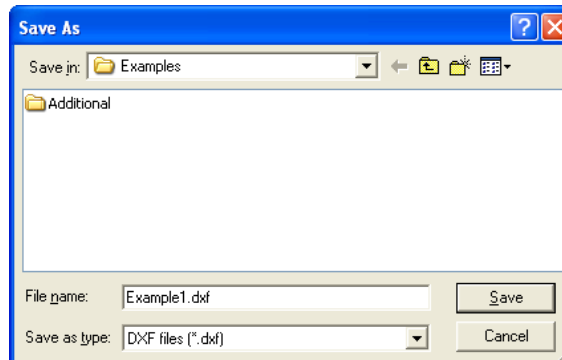 Save As
Save in: Examples
Additional
File name: Example1.dxf
Save
Save as type: DXF files (*.dxf)
Cancel